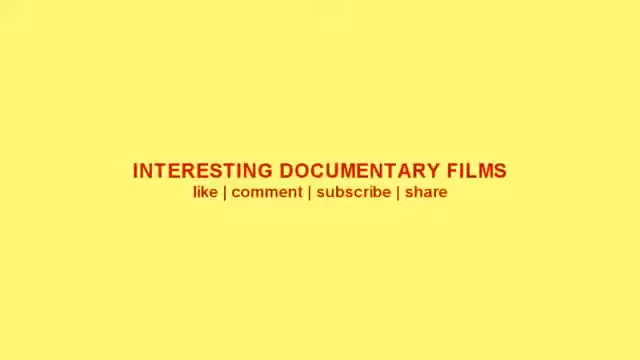 INTERESTING DOCUMENTARY FILMS
like | comment | subscribe | share